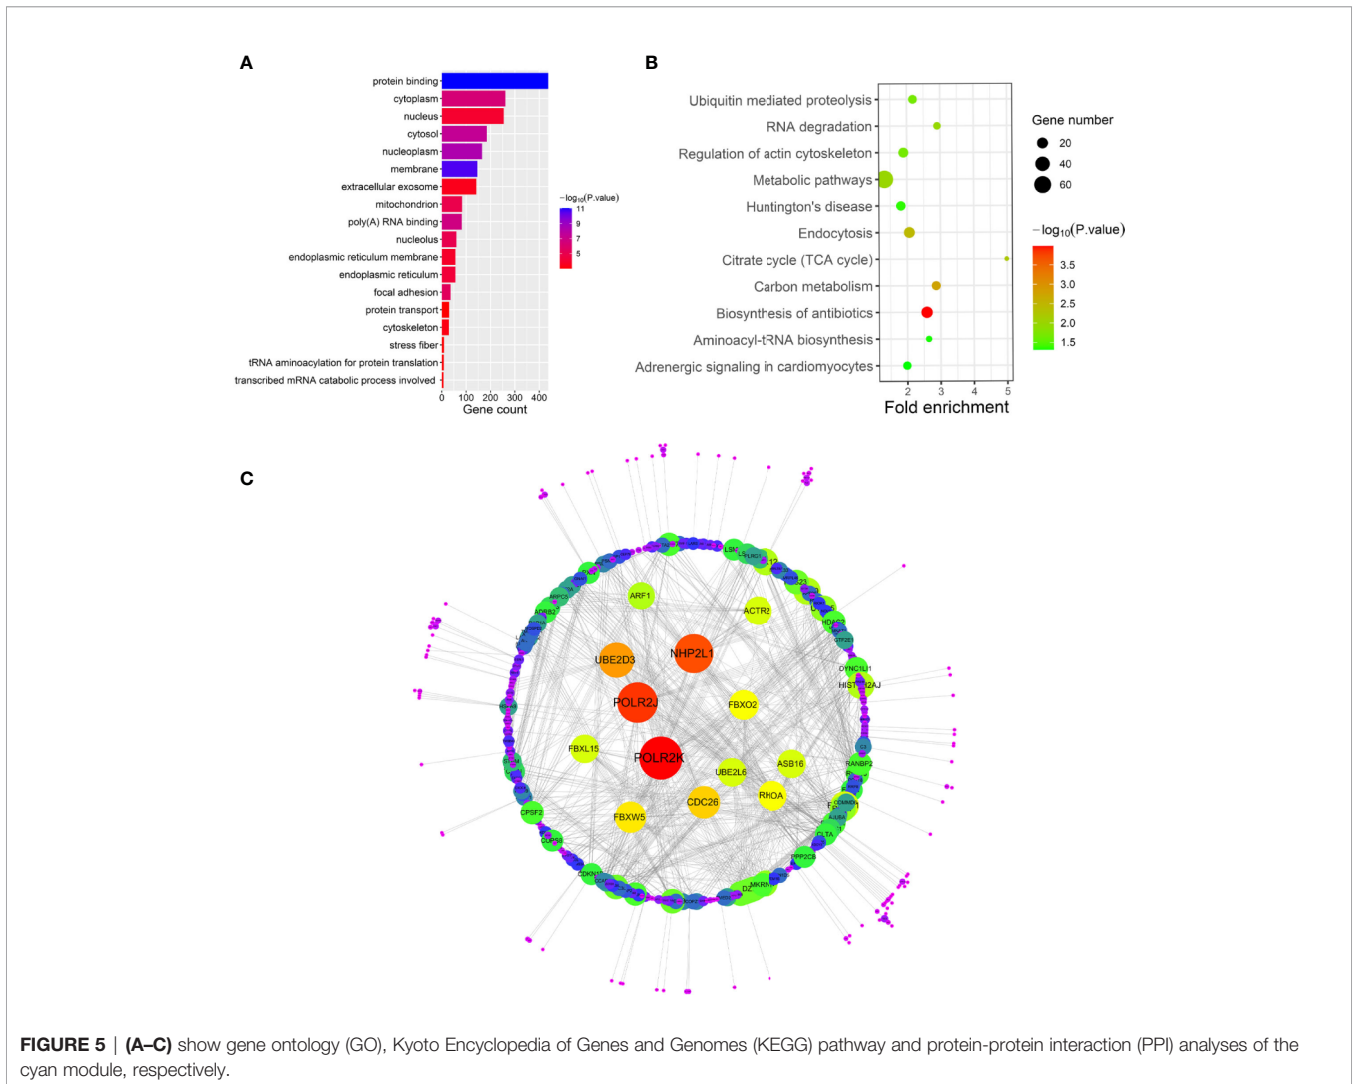 A
protein binding
cytoplasm
nucleus
cytosol
nucleoplasm
membrane
extracellular exosome
mitochondrion
poly(A) RNA binding
nucleolus
endoplasmic reticulum membrane
endoplasmic reticulum
focal adhesion
protein transport
cytoskeleton
stress fiber
tRNA aminoacylation for protein translation
transcribed mRNA catabolic process involved
0 100 200 300 400
Gene count
−log10(P.value)
11
9
7
5
B
Ubiquitin mediated proteolysis
RNA degradation
Regulation of actin cytoskeleton
Metabolic pathways
Huntington's disease
Endocytosis
Citrate cycle (TCA cycle)
Carbon metabolism
Biosynthesis of antibiotics
Aminoacyl-tRNA biosynthesis
Adrenergic signaling in cardiomyocytes
2 3 4 5
Fold enrichment
Gene number
20
40
60
−log10(P.value)
3.5
3.0
2.5
2.0
1.5
C
ARF1
UBE2D3
NHP2L1
POLR2J
FBXO2
FBXL15
POLR2K
UBE2L6
ASB16
CDC26
RHOA
FBXW5
ADRB2
DYNC1LI1
RANBP2
CLTA
PPP2CB
CPSF2
FIGURE 5 | (A–C) show gene ontology (GO), Kyoto Encyclopedia of Genes and Genomes (KEGG) pathway and protein-protein interaction (PPI) analyses of the
cyan module, respectively.